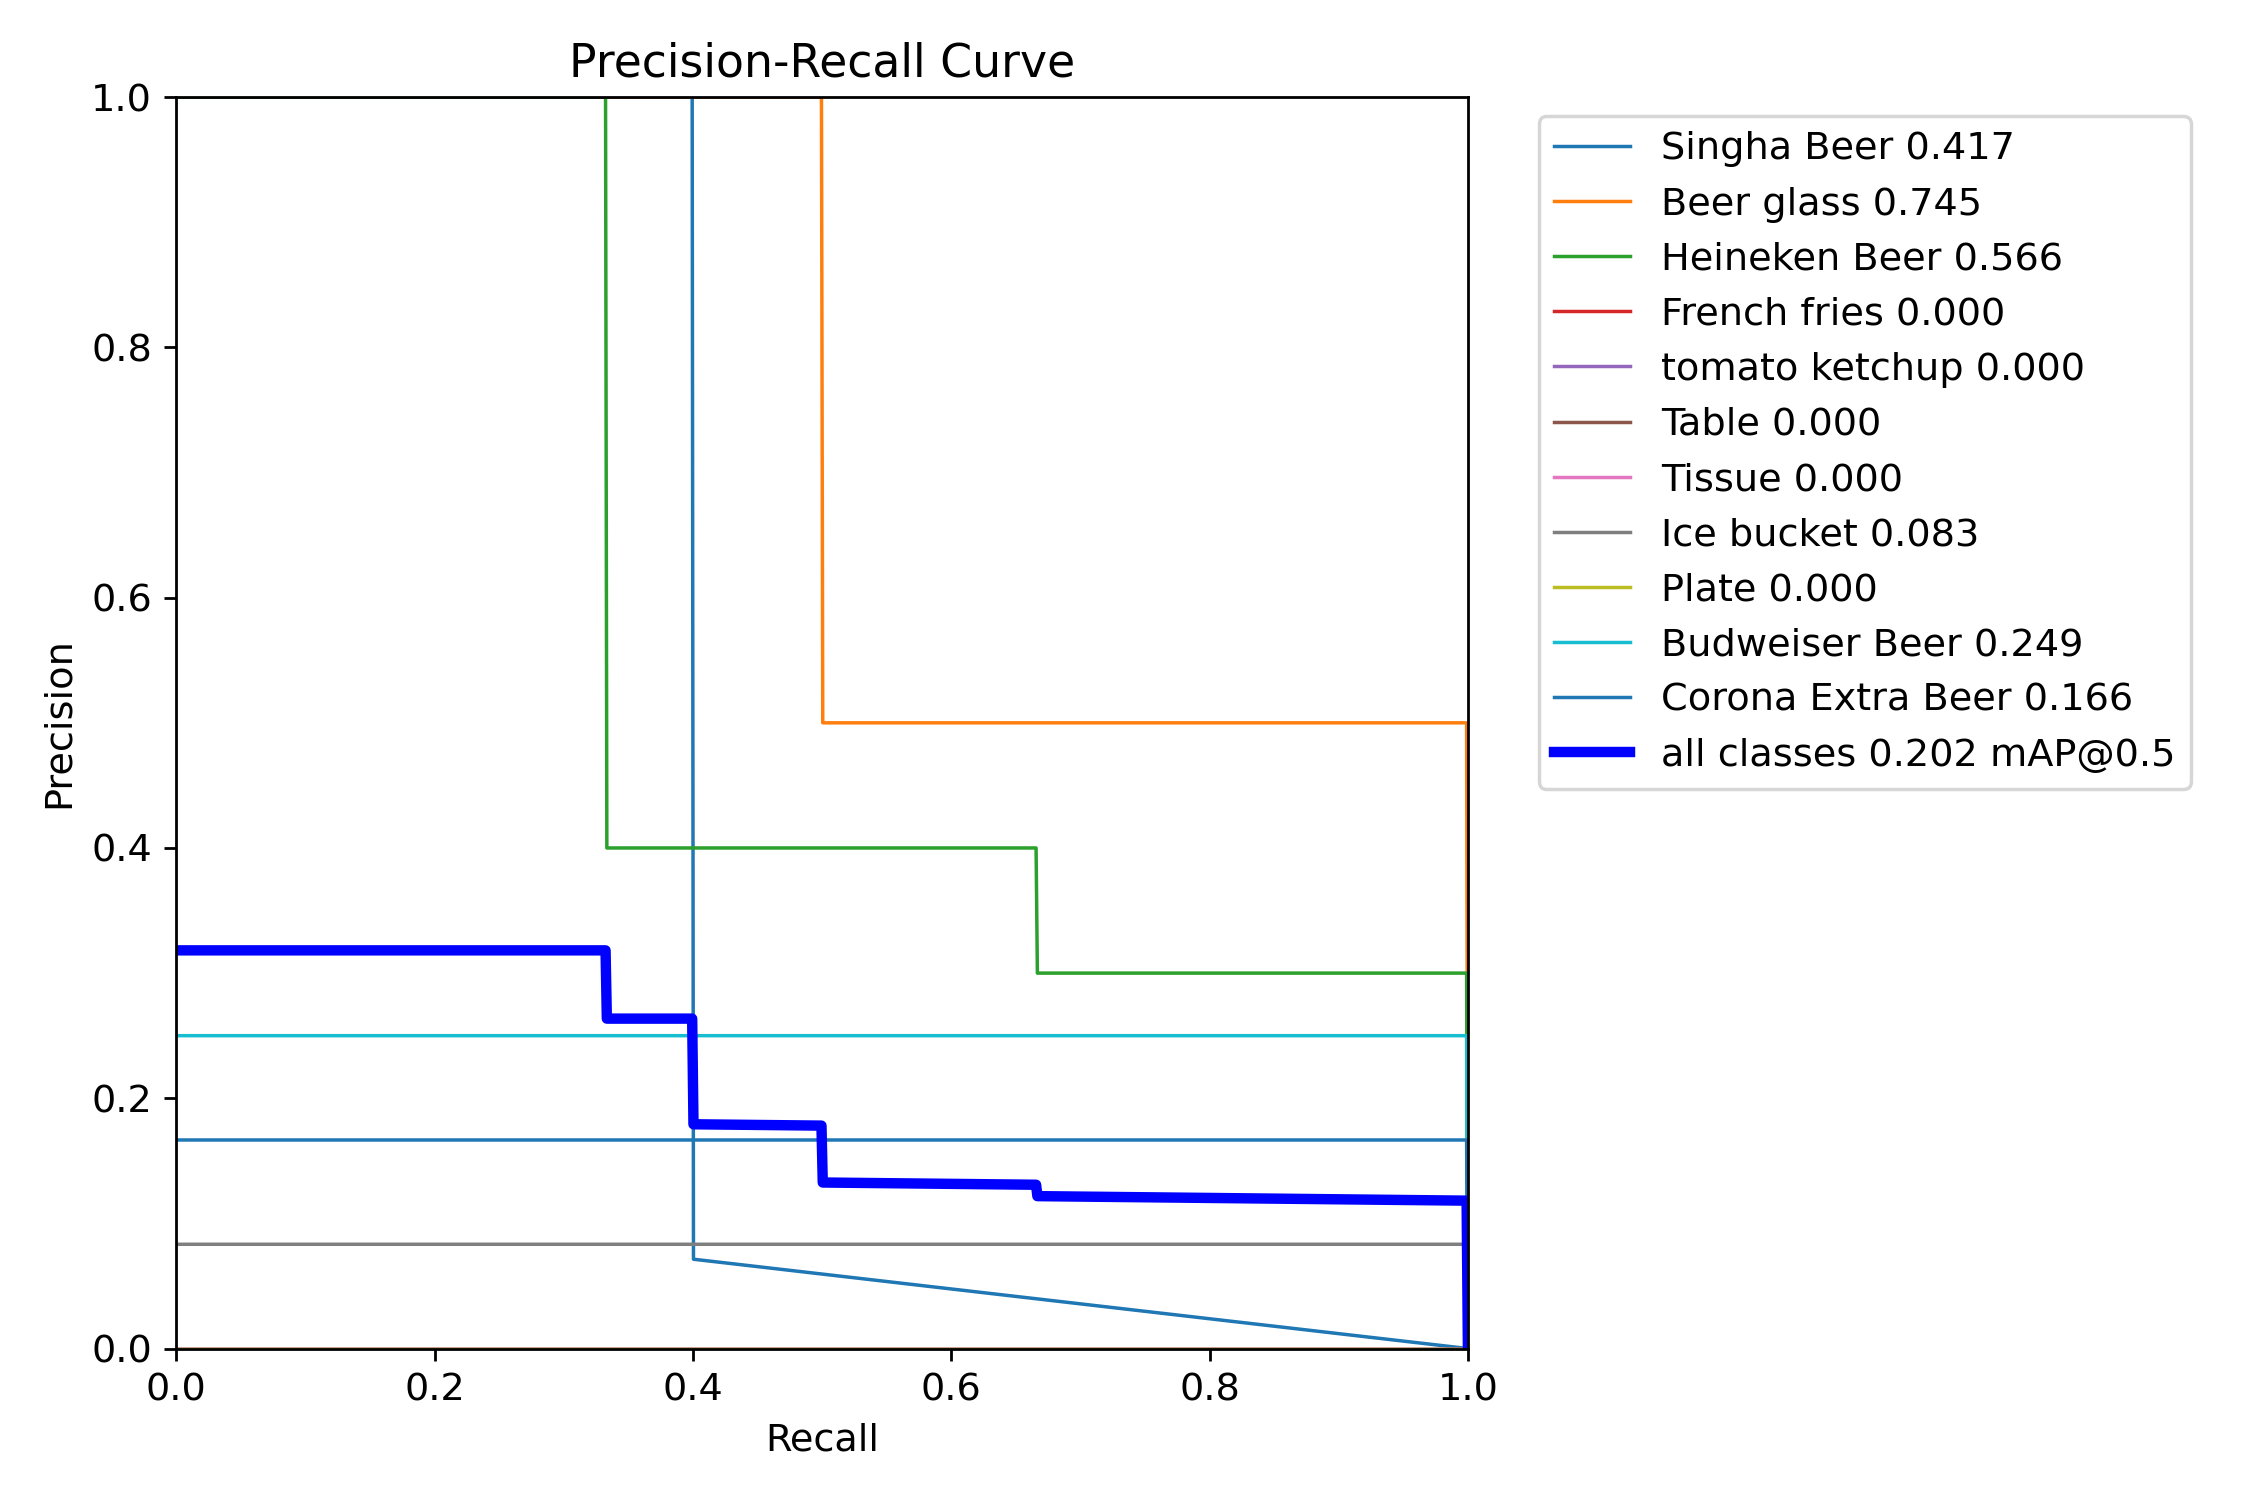 Precision-Recall Curve
1.0
0.8
0.6
0.4
0.2
0.0
Precision
0.0 0.2 0.4 0.6 0.8 1.0
Recall
Singha Beer 0.417
Beer glass 0.745
Heineken Beer 0.566
French fries 0.000
tomato ketchup 0.000
Table 0.000
Tissue 0.000
Ice bucket 0.083
Plate 0.000
Budweiser Beer 0.249
Corona Extra Beer 0.166
all classes 0.202 mAP@0.5